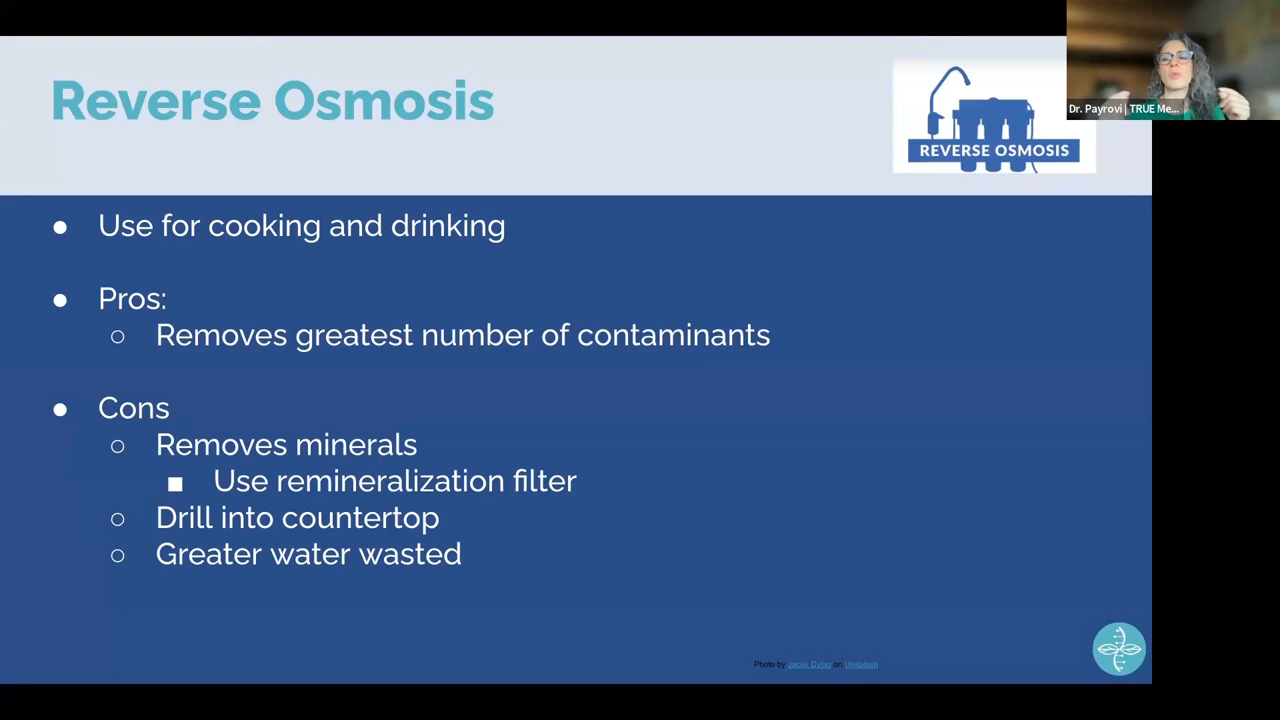 Reverse Osmosis
REVERSE OSMOSIS
Dr. Payrovi | TRUE Me...
● Use for cooking and drinking
● Pros:
○ Removes greatest number of contaminants
● Cons
○ Removes minerals
■ Use remineralization filter
○ Drill into countertop
○ Greater water wasted
Photo by Jacek Dylag on Unsplash